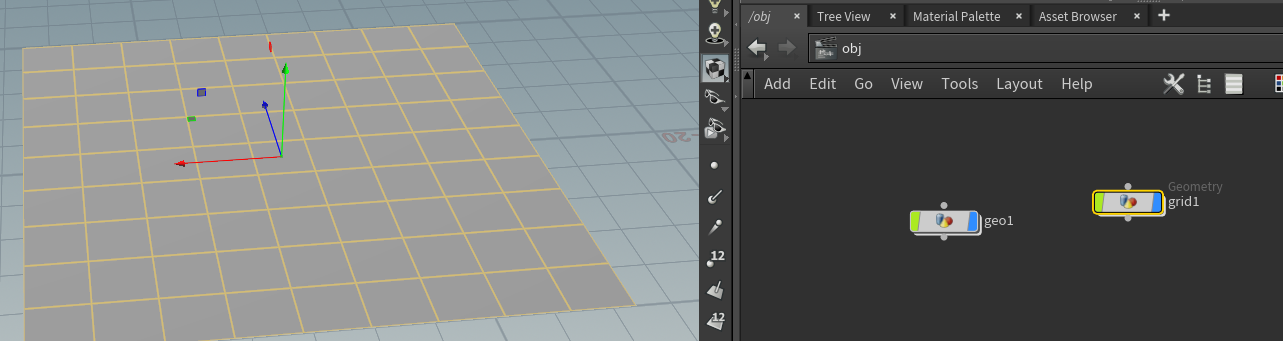 /obj × Tree View × Material Palette × Asset Browser × +
obj
Add Edit Go View Tools Layout Help
Geometry
grid1
geo1
-20
12
12